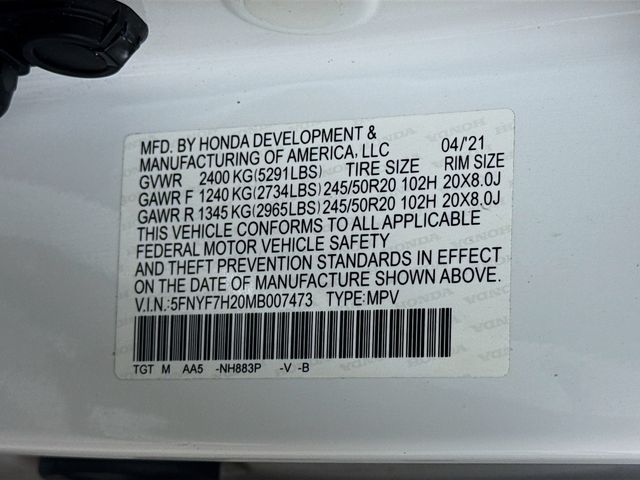 MFD. BY HONDA DEVELOPMENT &
MANUFACTURING OF AMERICA, LLC 04/'21
GVWR 2400 KG(5291LBS) TIRE SIZE RIM SIZE
GAWR F 1240 KG(2734LBS) 245/50R20 102H 20X8.0J
GAWR R 1345 KG(2965LBS) 245/50R20 102H 20X8.0J
THIS VEHICLE CONFORMS TO ALL APPLICABLE
FEDERAL MOTOR VEHICLE SAFETY
AND THEFT PREVENTION STANDARDS IN EFFECT
ON THE DATE OF MANUFACTURE SHOWN ABOVE.
V.I.N.:5FNYF7H20MB007473 TYPE:MPV
TGT M AA5 -NH883P -V -B